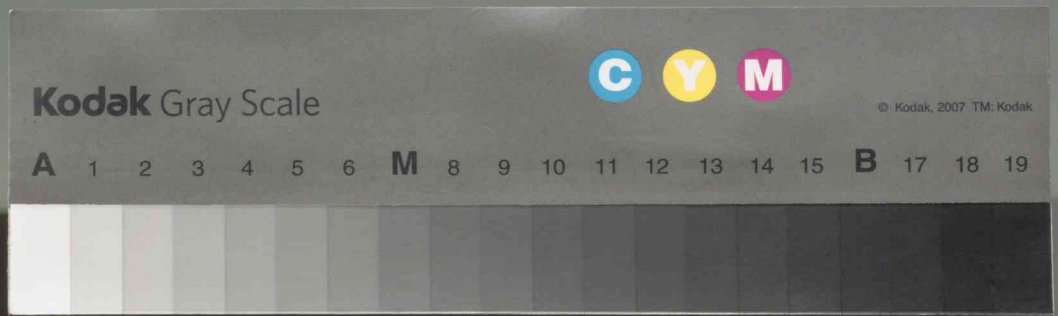 C Y M
Kodak Gray Scale
© Kodak, 2007 TM: Kodak
A 1 2 3 4 5 6 M 8 9 10 11 12 13 14 15 B 17 18 19